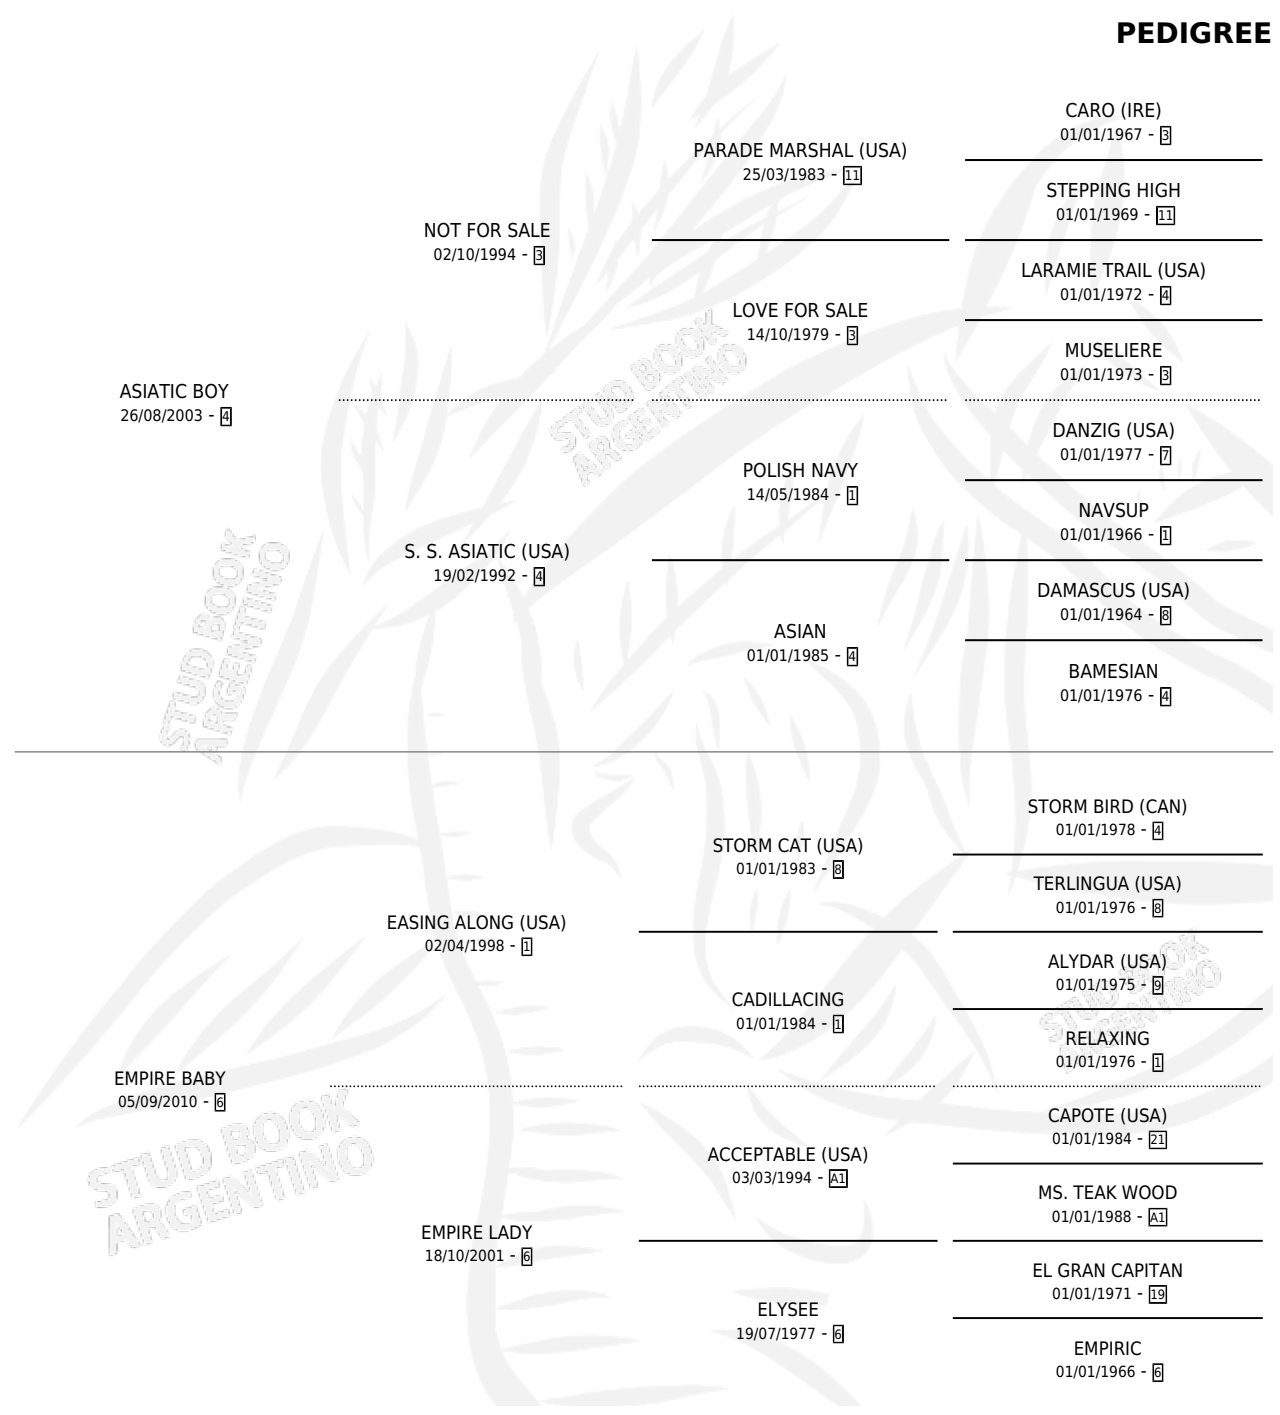 PEDIGREE
CARO (IRE)
01/01/1967 - 3
PARADE MARSHAL (USA)
25/03/1983 - 11
STEPPING HIGH
01/01/1969 - 11
NOT FOR SALE
02/10/1994 - 3
LARAMIE TRAIL (USA)
01/01/1972 - 4
LOVE FOR SALE
14/10/1979 - 3
MUSELIERE
01/01/1973 - 3
ASIATIC BOY
26/08/2003 - 4
STUD BOOK
ARGENTINO
DANZIG (USA)
01/01/1977 - 7
POLISH NAVY
14/05/1984 - 1
NAVSUP
01/01/1966 - 1
S. S. ASIATIC (USA)
19/02/1992 - 4
DAMASCUS (USA)
01/01/1964 - 8
ASIAN
01/01/1985 - 4
BAMESIAN
01/01/1976 - 4
STUD BOOK
ARGENTINO
STORM BIRD (CAN)
01/01/1978 - 4
STORM CAT (USA)
01/01/1983 - 8
TERLINGUA (USA)
01/01/1976 - 8
EASING ALONG (USA)
02/04/1998 - 1
ALYDAR (USA)
01/01/1975 - 9
CADILLACING
01/01/1984 - 1
STUD BOOK
ARGENTINO
RELAXING
01/01/1976 - 1
EMPIRE BABY
05/09/2010 - 6
STUD BOOK
ARGENTINO
CAPOTE (USA)
01/01/1984 - 21
ACCEPTABLE (USA)
03/03/1994 - A1
MS. TEAK WOOD
01/01/1988 - A1
EMPIRE LADY
18/10/2001 - 6
EL GRAN CAPITAN
01/01/1971 - 19
ELYSEE
19/07/1977 - 6
EMPIRIC
01/01/1966 - 6